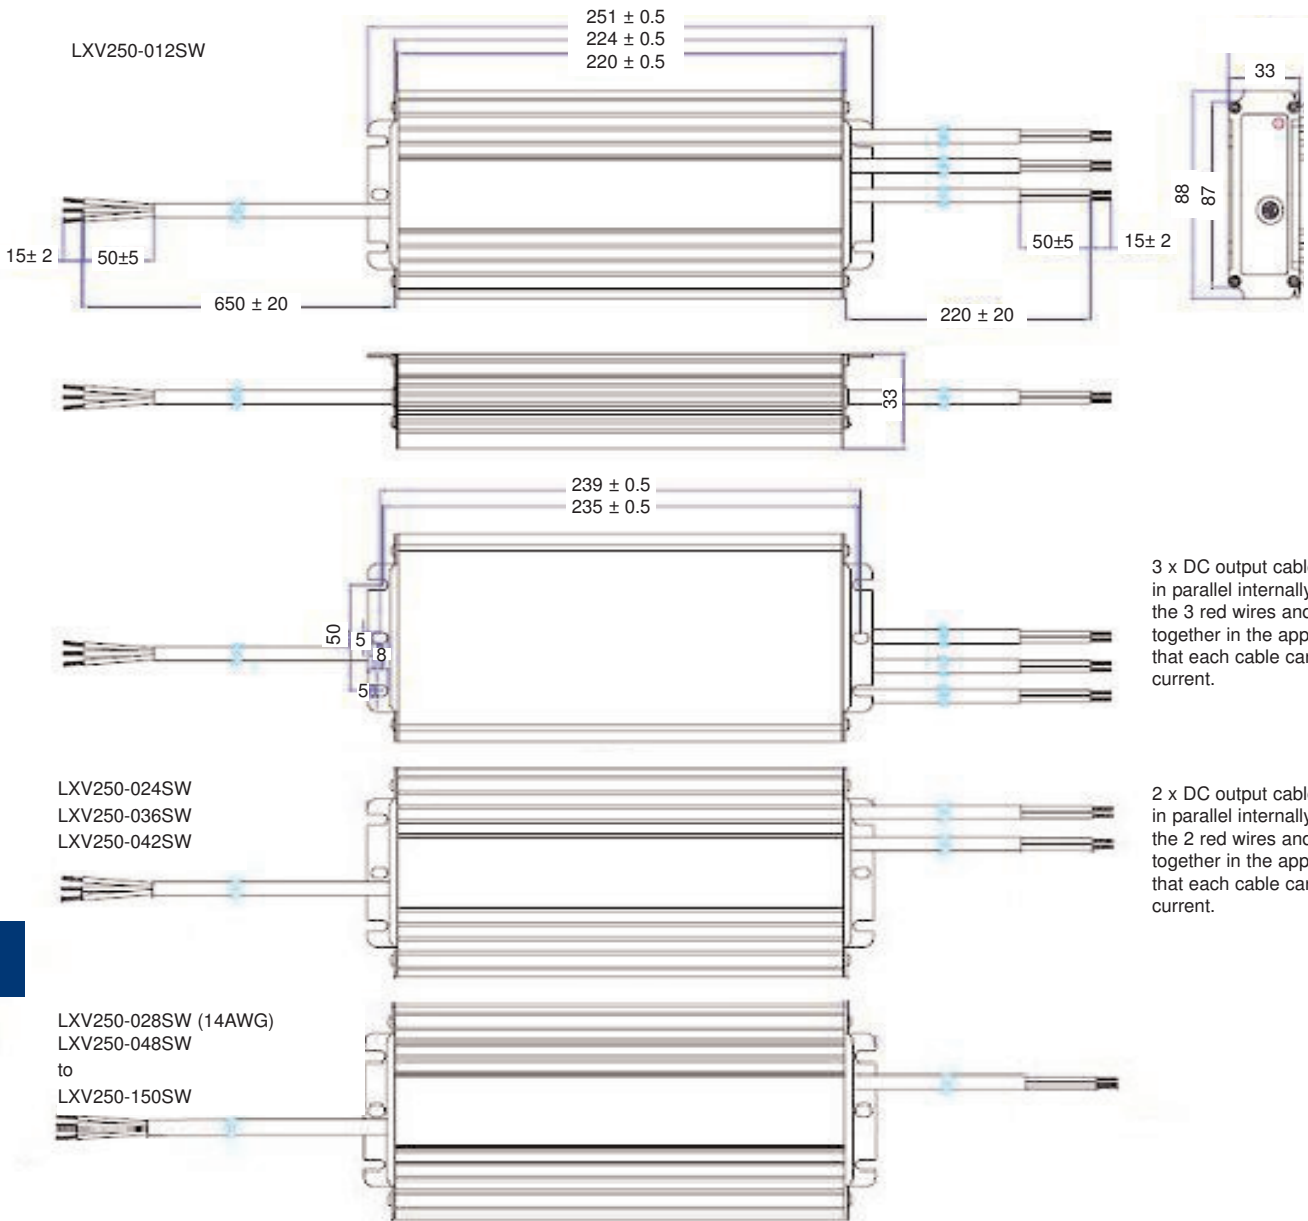 LXV250-012SW
251 ± 0.5
224 ± 0.5
220 ± 0.5
33
88
87
15± 2
50±5
650 ± 20
50±5
15± 2
220 ± 20
33
239 ± 0.5
235 ± 0.5
50
5
8
5
3 x DC output cable
in parallel internally
the 3 red wires and
together in the app
that each cable car
current.
LXV250-024SW
LXV250-036SW
LXV250-042SW
2 x DC output cable
in parallel internally
the 2 red wires and
together in the app
that each cable car
current.
LXV250-028SW (14AWG)
LXV250-048SW
to
LXV250-150SW